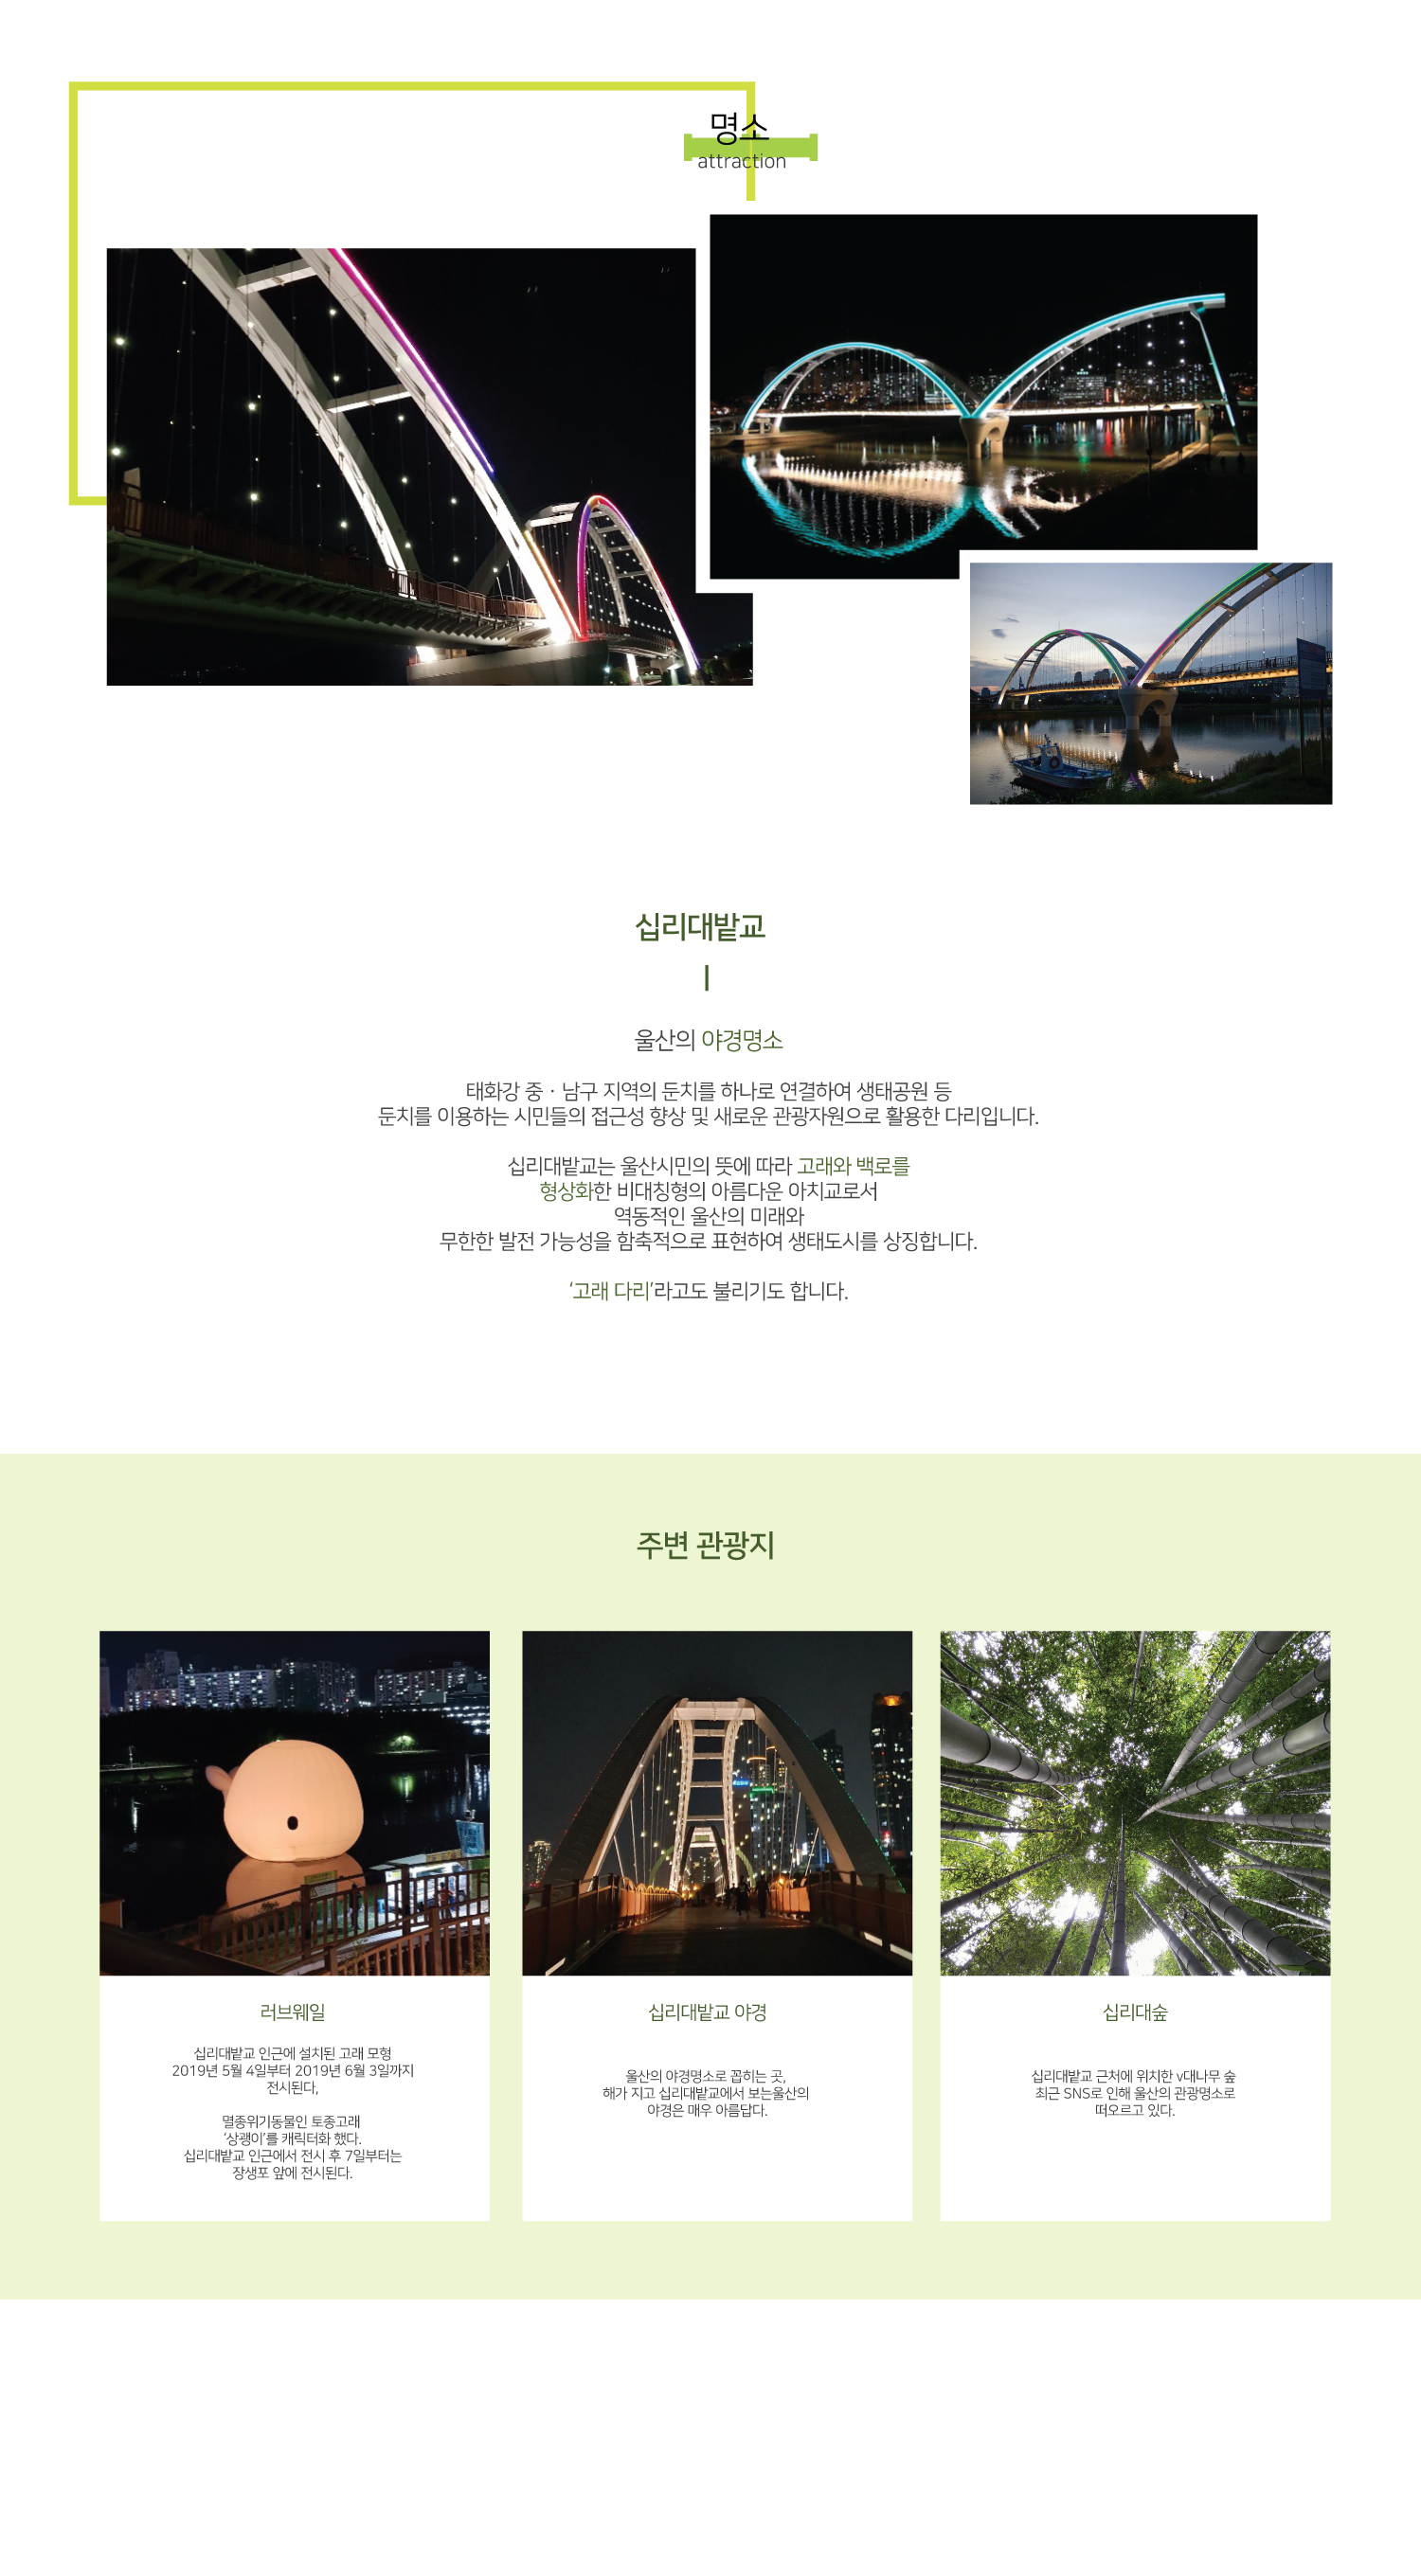 명소
attraction
십리대밭교
울산의 야경명소
태화강 중 · 남구 지역의 둔치를 하나로 연결하여 생태공원 등
둔치를 이용하는 시민들의 접근성 향상 및 새로운 관광자원으로 활용한 다리입니다.
십리대밭교는 울산시민의 뜻에 따라 고래와 백로를
형상화한 비대칭형의 아름다운 아치교로서
역동적인 울산의 미래와
무한한 발전 가능성을 함축적으로 표현하여 생태도시를 상징합니다.
‘고래 다리’라고도 불리기도 합니다.
주변 관광지
러브웨일
십리대밭교 인근에 설치된 고래 모형
2019년 5월 4일부터 2019년 6월 3일까지
전시된다,
멸종위기동물인 토종고래
‘상괭이’를 캐릭터화 했다.
십리대밭교 인근에서 전시 후 7일부터는
장생포 앞에 전시된다.
십리대밭교 야경
울산의 야경명소로 꼽히는 곳,
해가 지고 십리대밭교에서 보는울산의
야경은 매우 아름답다.
십리대숲
십리대밭교 근처에 위치한 v대나무 숲
최근 SNS로 인해 울산의 관광명소로
떠오르고 있다.